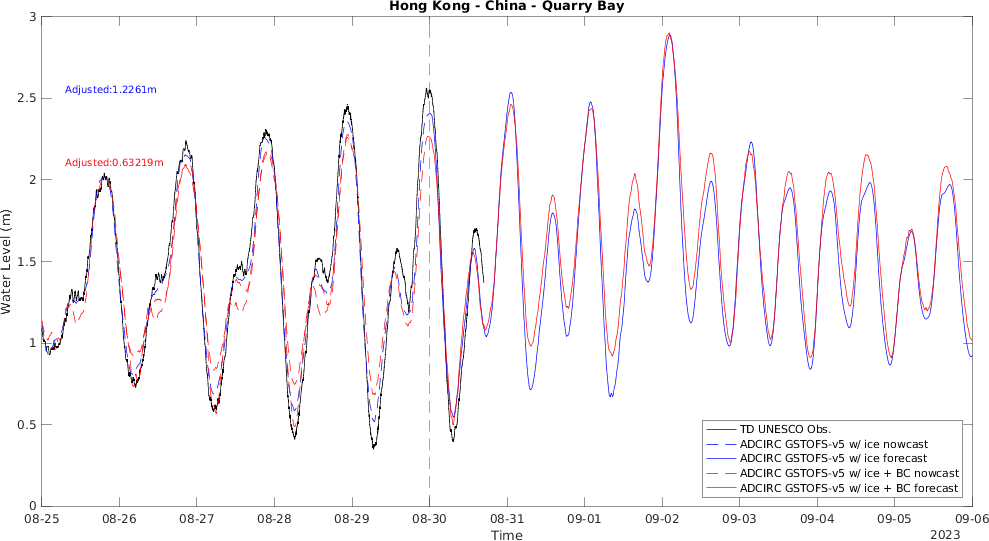 Hong Kong - China - Quarry Bay
3
2.5
2
1.5
1
0.5
0
Water Level (m)
Adjusted:1.2261m
Adjusted:0.63219m
TD UNESCO Obs.
ADCIRC GSTOFS-v5 w/ ice nowcast
ADCIRC GSTOFS-v5 w/ ice forecast
ADCIRC GSTOFS-v5 w/ ice + BC nowcast
ADCIRC GSTOFS-v5 w/ ice + BC forecast
08-25 08-26 08-27 08-28 08-29 08-30 08-31 09-01 09-02 09-03 09-04 09-05 09-06
Time
2023